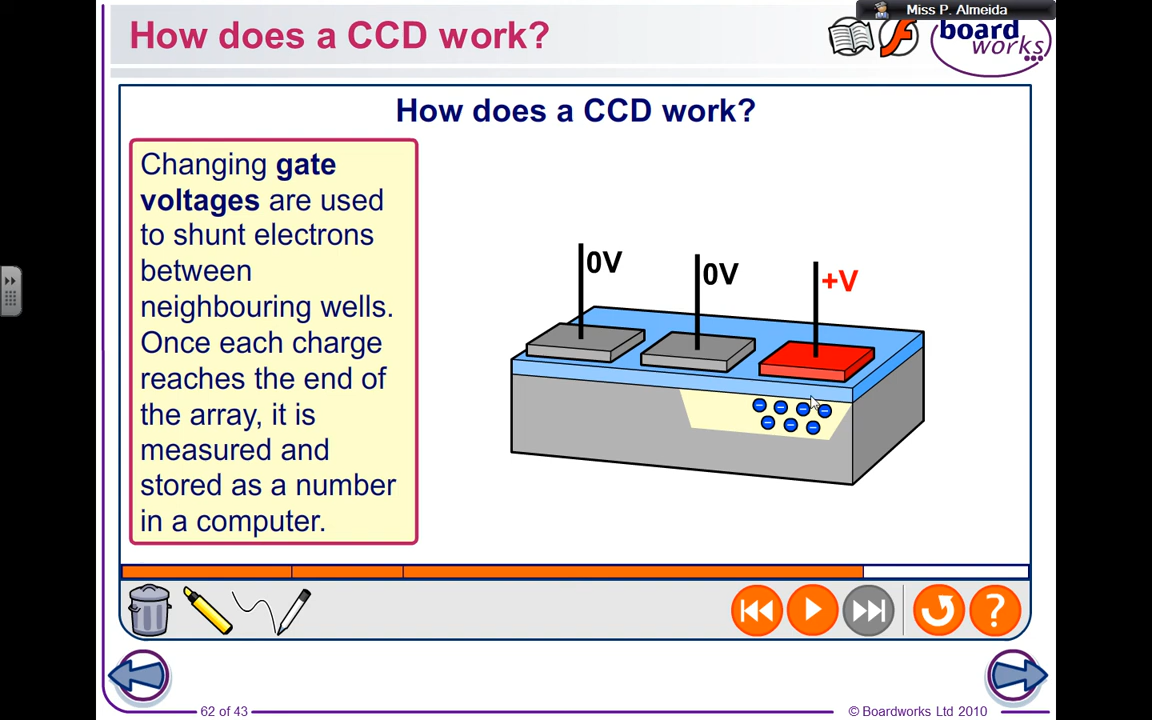 Miss P. Almeida
How does a CCD work?
board
works
How does a CCD work?
Changing gate
voltages are used
to shunt electrons
between
neighbouring wells.
Once each charge
reaches the end of
the array, it is
measured and
stored as a number
in a computer.
0V
0V
+V
?
62 of 43
© Boardworks Ltd 2010